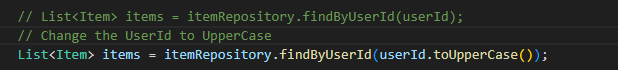 // List<Item> items = itemRepository.findByUserId(userId);
// Change the UserId to UpperCase
List<Item> items = itemRepository.findByUserId(userId.toUpperCase());